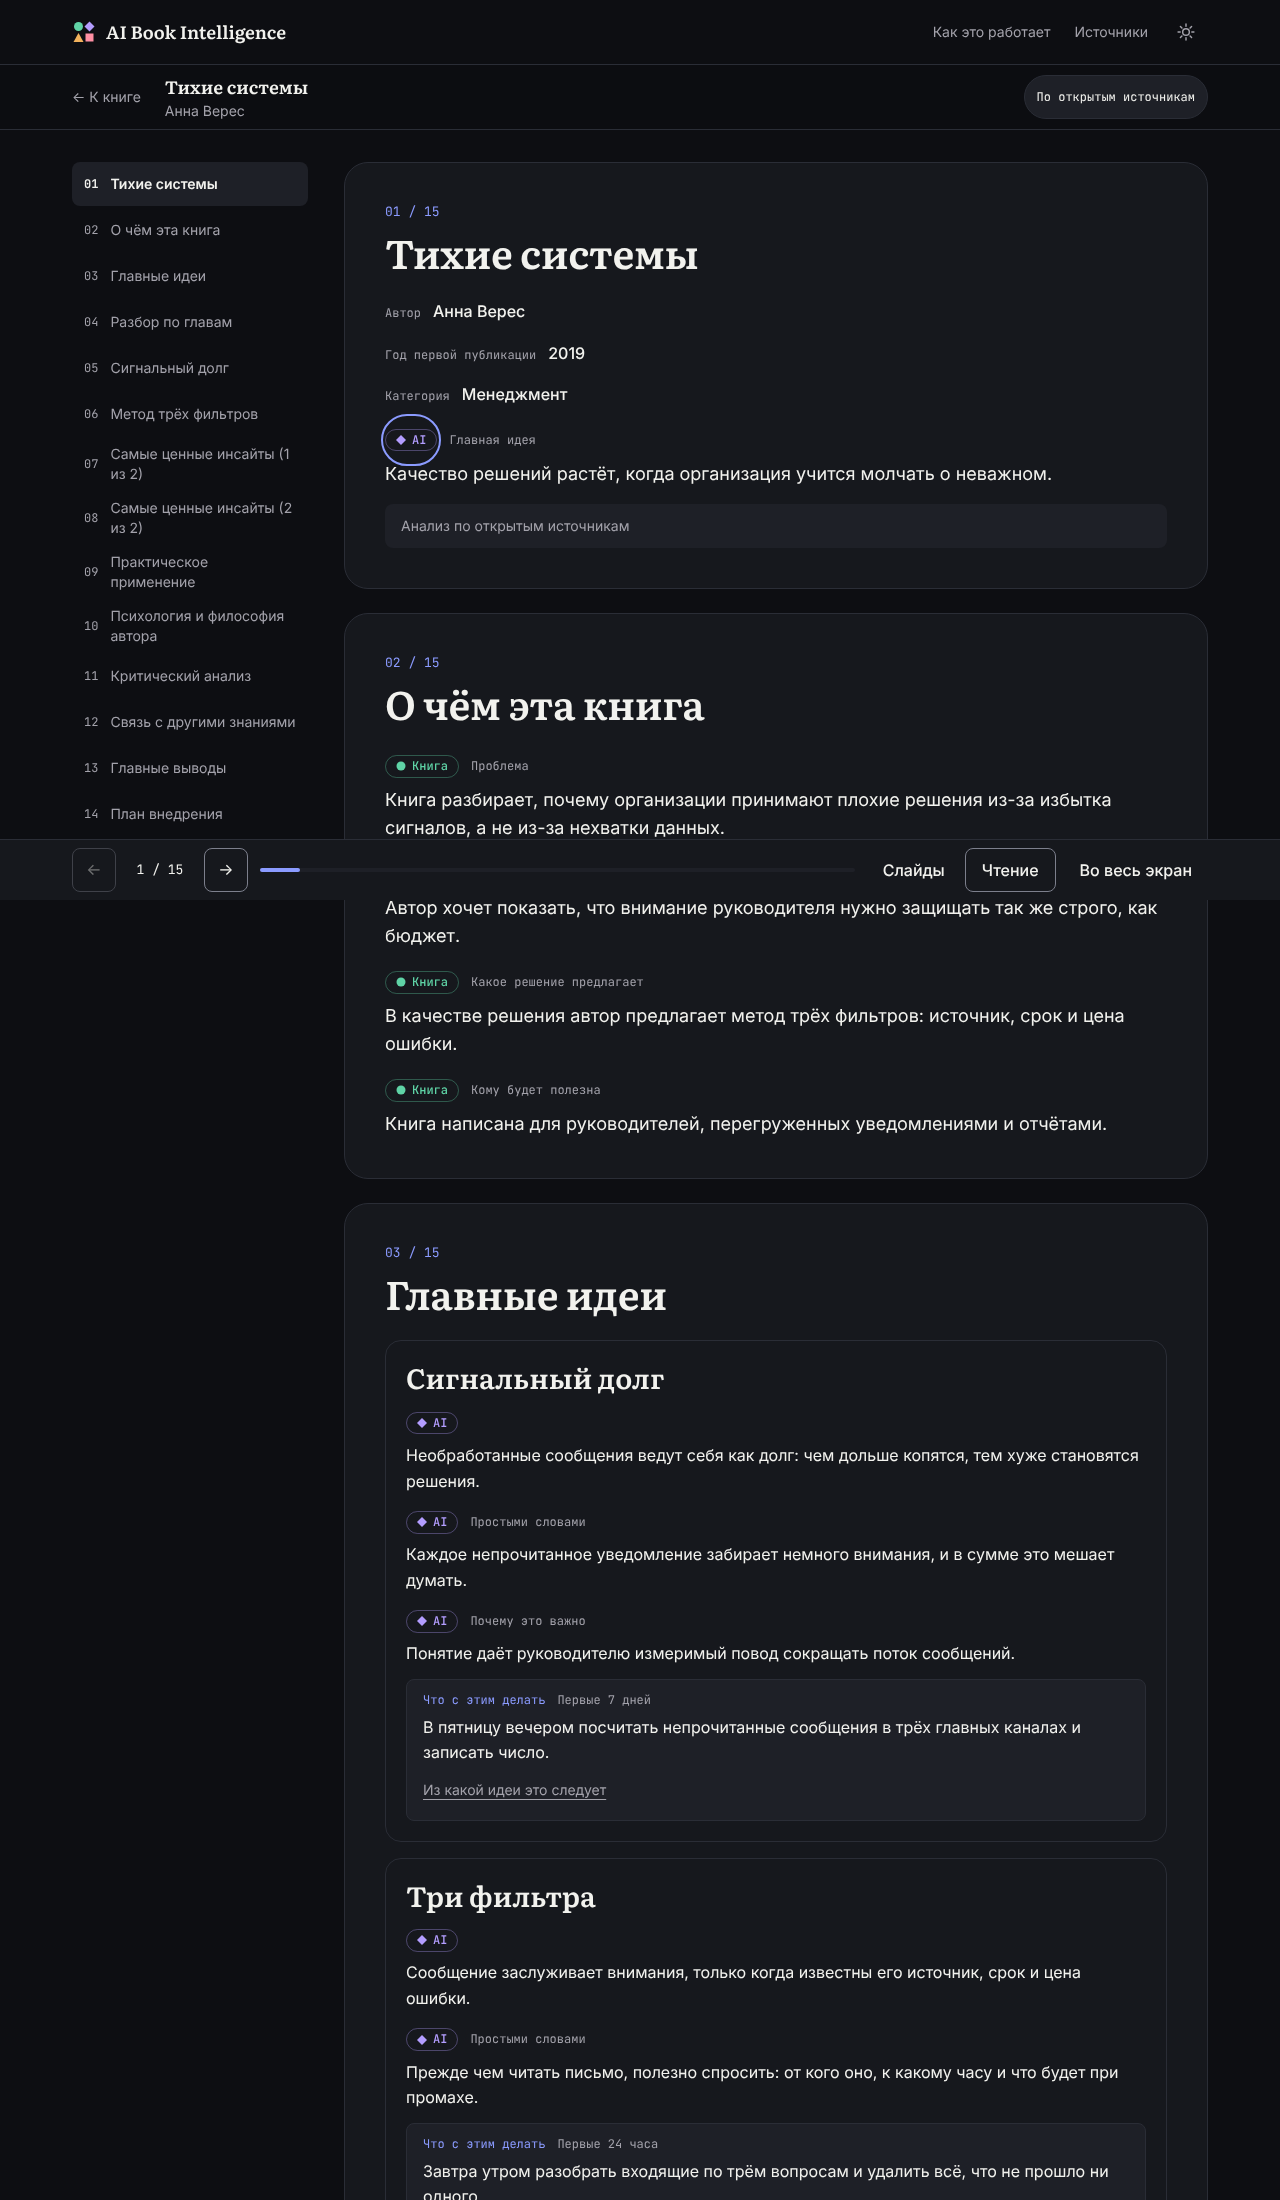 AI Book Intelligence
Как это работает
Источники
← К книге
Тихие системы
Анна Верес
По открытым источникам
01 Тихие системы
02 О чём эта книга
03 Главные идеи
04 Разбор по главам
05 Сигнальный долг
06 Метод трёх фильтров
07 Самые ценные инсайты (1
из 2)
08 Самые ценные инсайты (2
из 2)
09 Практическое
применение
10 Психология и философия
автора
11 Критический анализ
12 Связь с другими знаниями
13 Главные выводы
14 План внедрения
01 / 15
Тихие системы
Автор Анна Верес
Год первой публикации 2019
Категория Менеджмент
AI Главная идея
Качество решений растёт, когда организация учится молчать о неважном.
Анализ по открытым источникам
02 / 15
О чём эта книга
Книга Проблема
Книга разбирает, почему организации принимают плохие решения из-за избытка
сигналов, а не из-за нехватки данных.
← 1 / 15 →
Слайды
Чтение
Во весь экран
Автор хочет показать, что внимание руководителя нужно защищать так же строго, как
бюджет.
Книга Какое решение предлагает
В качестве решения автор предлагает метод трёх фильтров: источник, срок и цена
ошибки.
Книга Кому будет полезна
Книга написана для руководителей, перегруженных уведомлениями и отчётами.
03 / 15
Главные идеи
Сигнальный долг
AI
Необработанные сообщения ведут себя как долг: чем дольше копятся, тем хуже становятся
решения.
AI Простыми словами
Каждое непрочитанное уведомление забирает немного внимания, и в сумме это мешает
думать.
AI Почему это важно
Понятие даёт руководителю измеримый повод сокращать поток сообщений.
Что с этим делать Первые 7 дней
В пятницу вечером посчитать непрочитанные сообщения в трёх главных каналах и
записать число.
Из какой идеи это следует
Три фильтра
AI
Сообщение заслуживает внимания, только когда известны его источник, срок и цена
ошибки.
AI Простыми словами
Прежде чем читать письмо, полезно спросить: от кого оно, к какому часу и что будет при
промахе.
Что с этим делать Первые 24 часа
Завтра утром разобрать входящие по трём вопросам и удалить всё, что не прошло ни
одного.